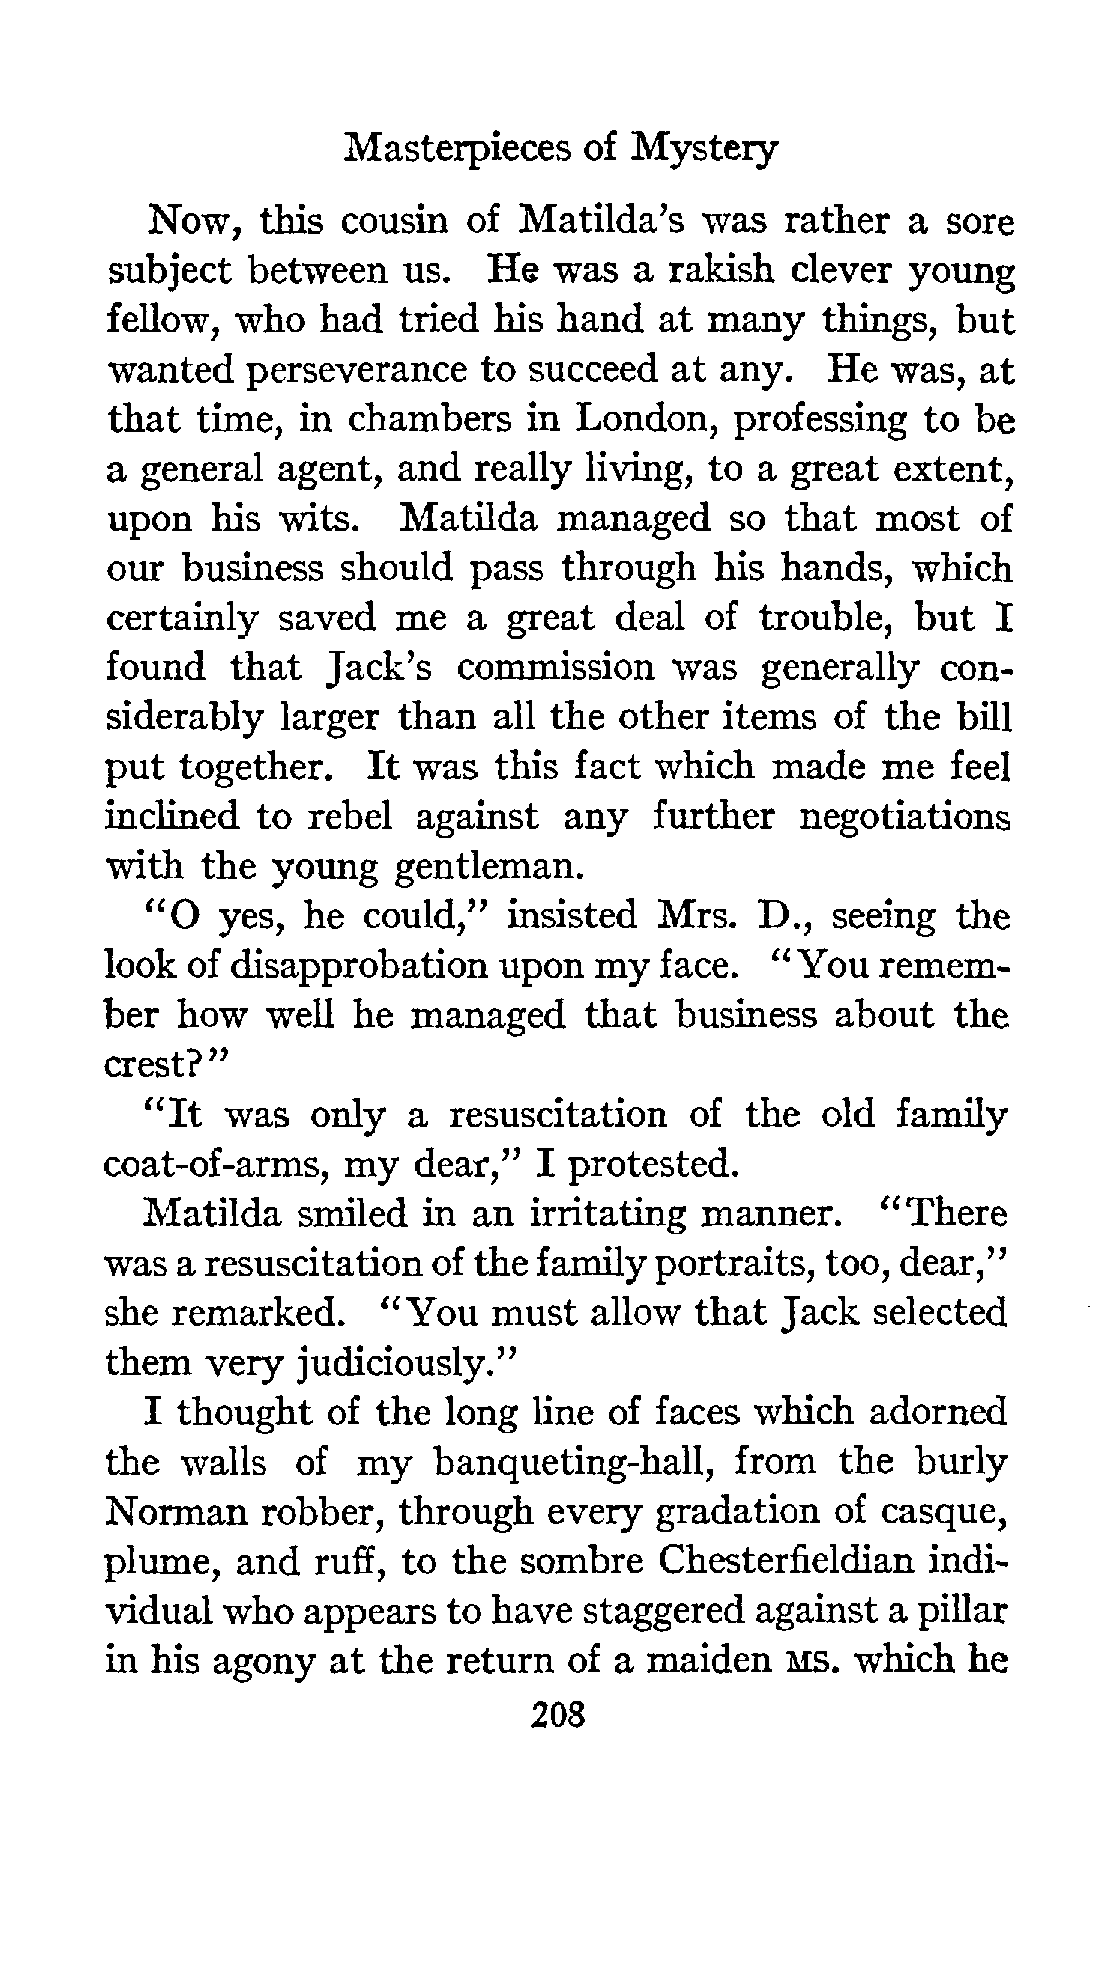 Masterpieces of Mystery
Now, this cousin of Matilda's was rather a sore
subject between us. He was a rakish clever young
fellow, who had tried his hand at many things, but
wanted perseverance to succeed at any. He was, at
that time, in chambers in London, professing to be
a general agent, and really living, to a great extent,
upon his wits. Matilda managed so that most of
our business should pass through his hands, which
certainly saved me a great deal of trouble, but I
found that Jack's commission was generally con-
siderably larger than all the other items of the bill
put together. It was this fact which made me feel
inclined to rebel against any further negotiations
with the young gentleman.
"O yes, he could," insisted Mrs. D., seeing the
look of disapprobation upon my face. "You remem-
ber how well he managed that business about the
crest?"
"It was only a resuscitation of the old family
coat-of-arms, my dear," I protested.
Matilda smiled in an irritating manner. "There
was a resuscitation of the family portraits, too, dear,"
she remarked. "You must allow that Jack selected
them very judiciously."
I thought of the long line of faces which adorned
the walls of my banqueting-hall, from the burly
Norman robber, through every gradation of casque,
plume, and ruff, to the sombre Chesterfieldian indi-
vidual who appears to have staggered against a pillar
in his agony at the return of a maiden MS. which he
208